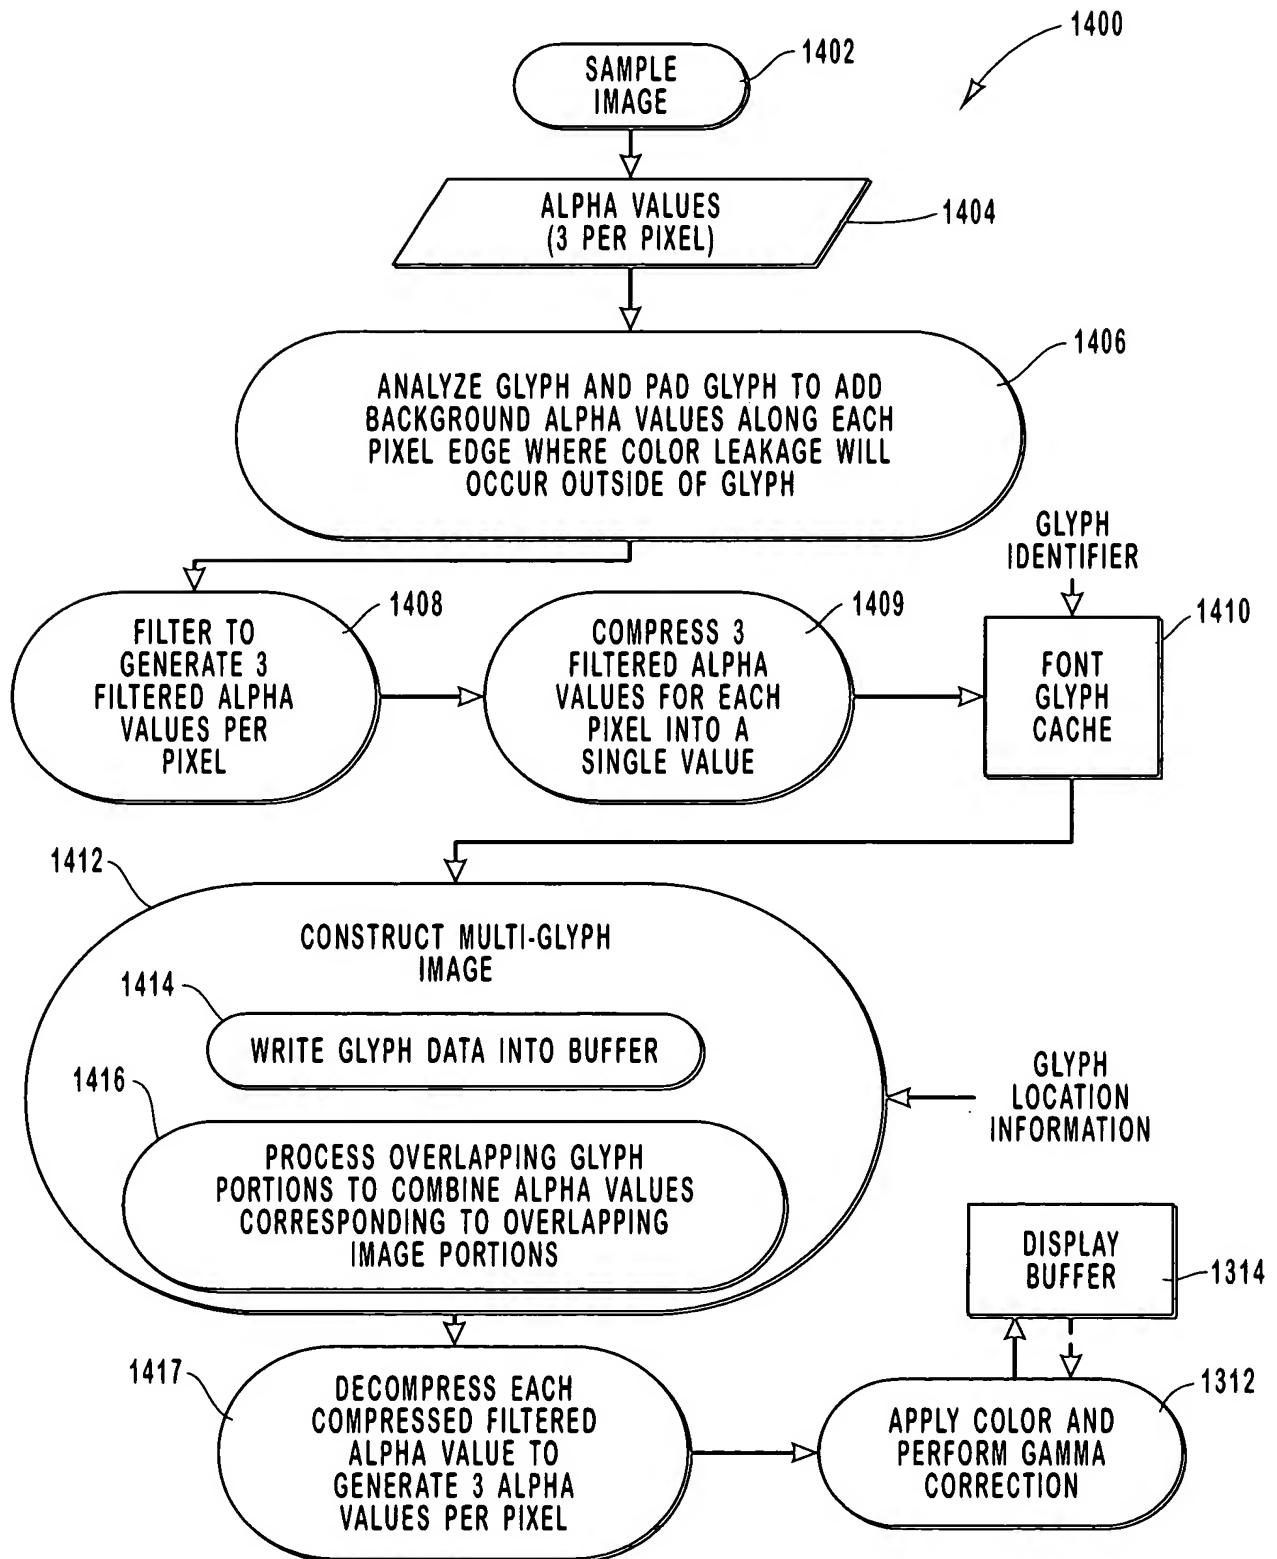 1400
SAMPLE
IMAGE
1402
ALPHA VALUES
(3 PER PIXEL)
1404
ANALYZE GLYPH AND PAD GLYPH TO ADD
BACKGROUND ALPHA VALUES ALONG EACH
PIXEL EDGE WHERE COLOR LEAKAGE WILL
OCCUR OUTSIDE OF GLYPH
1406
FILTER TO
GENERATE 3
FILTERED ALPHA
VALUES PER
PIXEL
1408
COMPRESS 3
FILTERED ALPHA
VALUES FOR EACH
PIXEL INTO A
SINGLE VALUE
1409
GLYPH
IDENTIFIER
FONT
GLYPH
CACHE
1410
1412
CONSTRUCT MULTI-GLYPH
IMAGE
1414
WRITE GLYPH DATA INTO BUFFER
1416
PROCESS OVERLAPPING GLYPH
PORTIONS TO COMBINE ALPHA VALUES
CORRESPONDING TO OVERLAPPING
IMAGE PORTIONS
GLYPH
LOCATION
INFORMATION
DISPLAY
BUFFER
1314
1417
DECOMPRESS EACH
COMPRESSED FILTERED
ALPHA VALUE TO
GENERATE 3 ALPHA
VALUES PER PIXEL
APPLY COLOR AND
PERFORM GAMMA
CORRECTION
1312